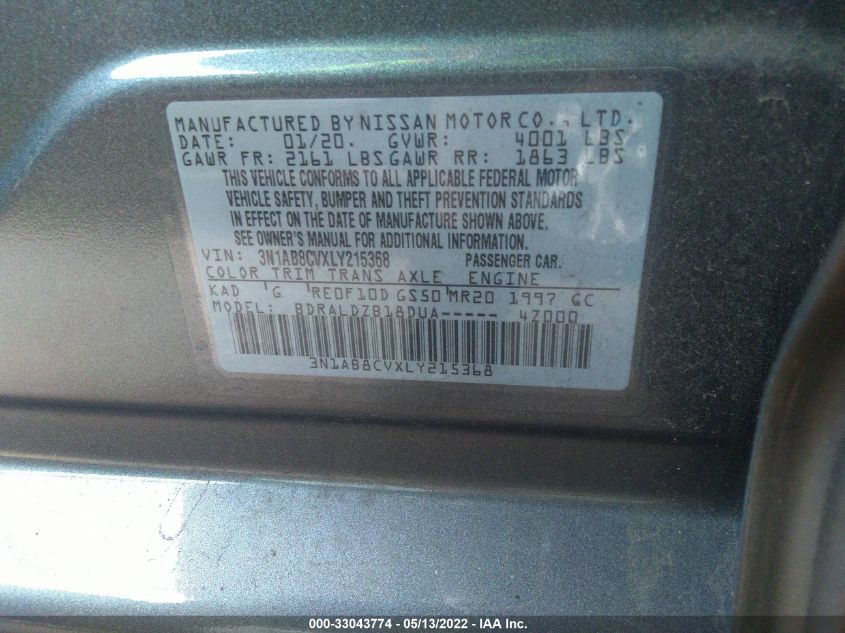 MANUFACTURED BY NISSAN MOTOR CO., LTD.
DATE: 01/20. GVWR: 4001 LBS
GAWR FR: 2161 LBS GAWR RR: 1863 LBS
THIS VEHICLE CONFORMS TO ALL APPLICABLE FEDERAL MOTOR
VEHICLE SAFETY, BUMPER AND THEFT PREVENTION STANDARDS
IN EFFECT ON THE DATE OF MANUFACTURE SHOWN ABOVE.
SEE OWNER'S MANUAL FOR ADDITIONAL INFORMATION.
VIN: 3N1AB8CVXLY215368 PASSENGER CAR.
COLOR TRIM TRANS AXLE ENGINE
KAD 'G 'RE0F10D GS50'MR20 1997 CC
MODEL: BDRALDZB18DUA----- 4Z000
3N1AB8CVXLY215368
000-33043774 - 05/13/2022 - IAA Inc.